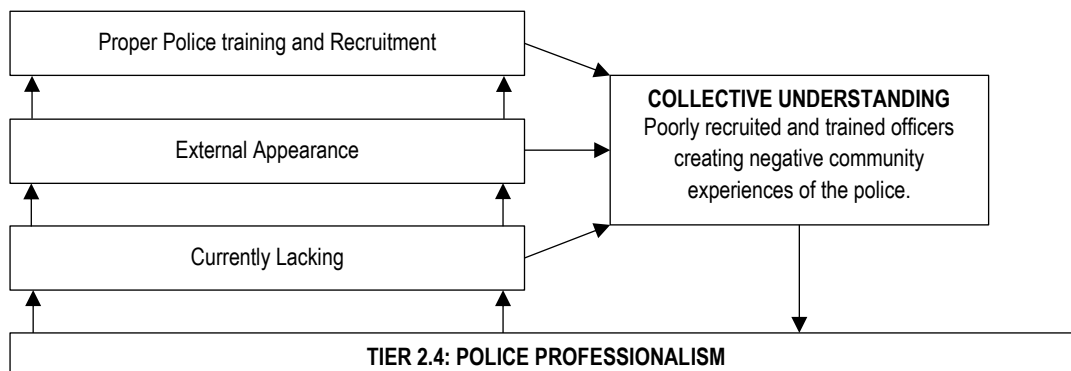 Proper Police training and Recruitment
COLLECTIVE UNDERSTANDING
Poorly recruited and trained officers
creating negative community
experiences of the police.
External Appearance
Currently Lacking
TIER 2.4: POLICE PROFESSIONALISM